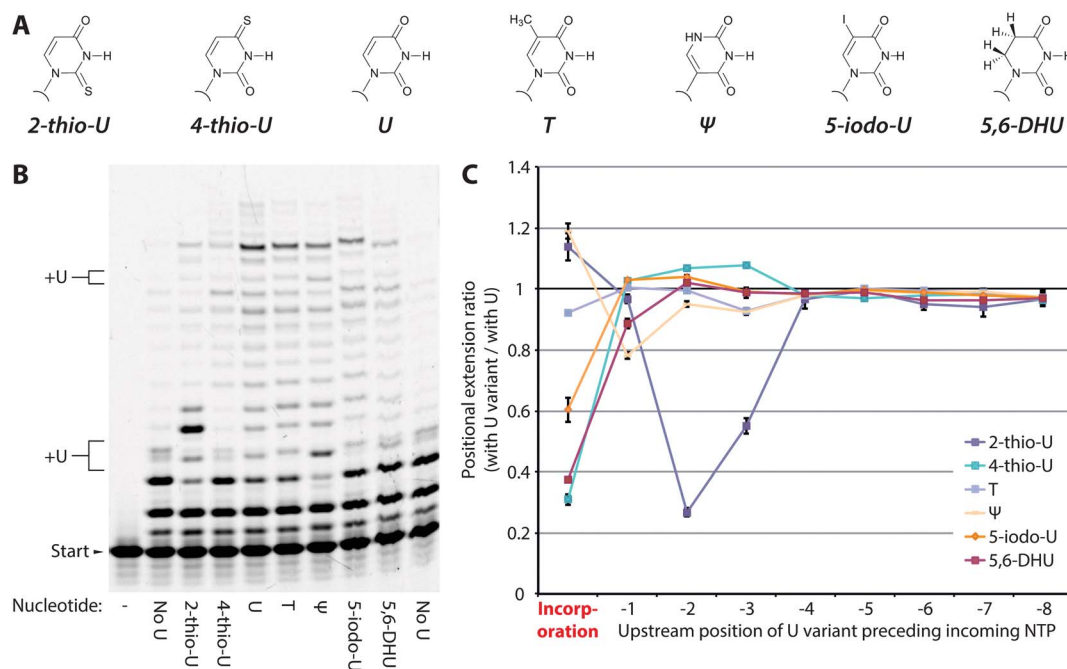 A
O
S
O
O
O
O
H₃C
HN
I
H
H
H
H
N
N
H
O
S
2-thio-U
4-thio-U
U
T
Ψ
5-iodo-U
5,6-DHU
B
+U
+U
Start
Nucleotide:
-
No U
2-thio-U
4-thio-U
U
T
Ψ
5-iodo-U
5,6-DHU
No U
C
Positional extension ratio
(with U variant / with U)
1.4
1.2
1
0.8
0.6
0.4
0.2
0
2-thio-U
4-thio-U
T
Ψ
5-iodo-U
5,6-DHU
Incorp-
oration
-1
-2
-3
-4
-5
-6
-7
-8
Upstream position of U variant preceding incoming NTP